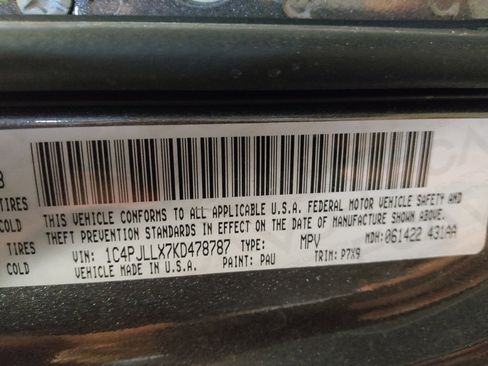 3
TIRES
COLD
TIRES
COLD
THIS VEHICLE CONFORMS TO ALL APPLICABLE U.S.A. FEDERAL MOTOR VEHICLE SAFETY AND
THEFT PREVENTION STANDARDS IN EFFECT ON THE DATE OF MANUFACTURE SHOWN ABOVE.
VIN: 1C4PJLLX7KD478787 TYPE: MPV MDH: 061422 431AA
VEHICLE MADE IN U.S.A. PAINT: PAU TRIM: P7X9